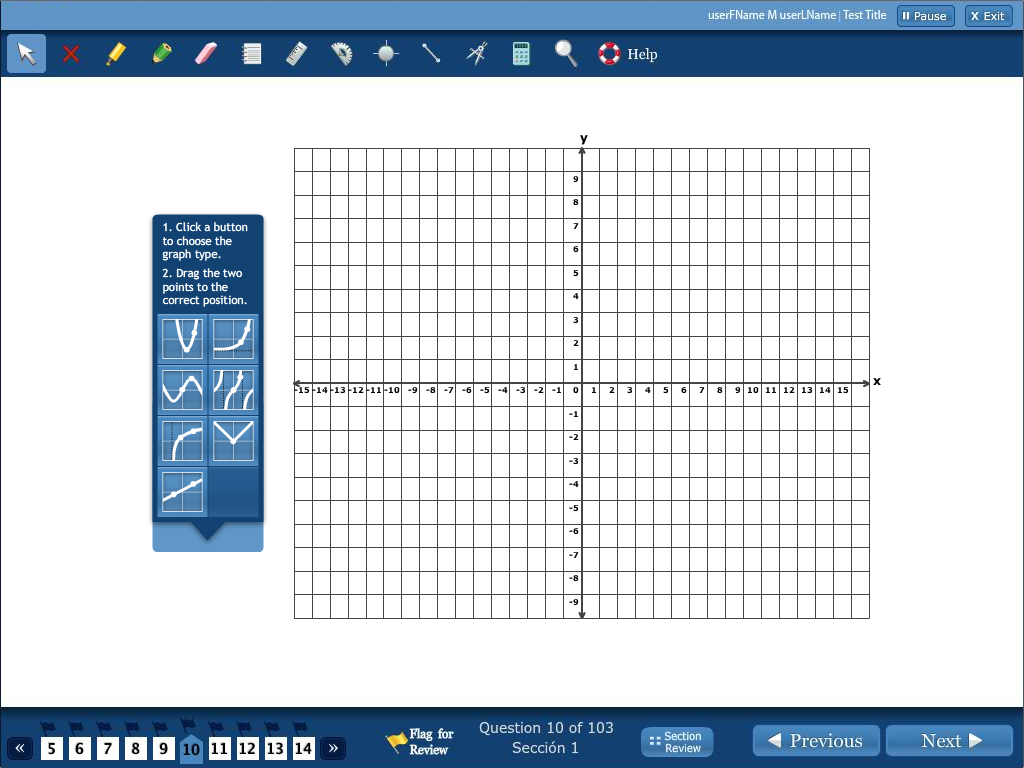 userFName M userLName | Test Title
Pause
X Exit
Help
y
9
8
7
6
5
4
3
2
1
x
-15 -14 -13 -12 -11 -10 -9 -8 -7 -6 -5 -4 -3 -2 -1 0 1 2 3 4 5 6 7 8 9 10 11 12 13 14 15
-1
-2
-3
-4
-5
-6
-7
-8
-9
1. Click a button
to choose the
graph type.
2. Drag the two
points to the
correct position.
« 5 6 7 8 9 10 11 12 13 14 »
Flag for
Review
Question 10 of 103
Sección 1
Section
Review
Previous
Next